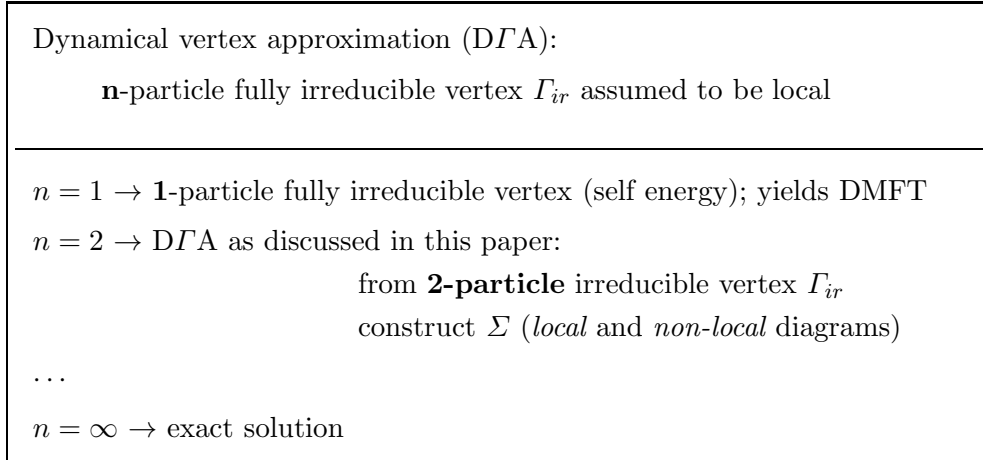 Dynamical vertex approximation (DΓA):
n-particle fully irreducible vertex Γir assumed to be local
n = 1 → 1-particle fully irreducible vertex (self energy); yields DMFT
n = 2 → DΓA as discussed in this paper:
from 2-particle irreducible vertex Γir
construct Σ (local and non-local diagrams)
...
n = ∞ → exact solution